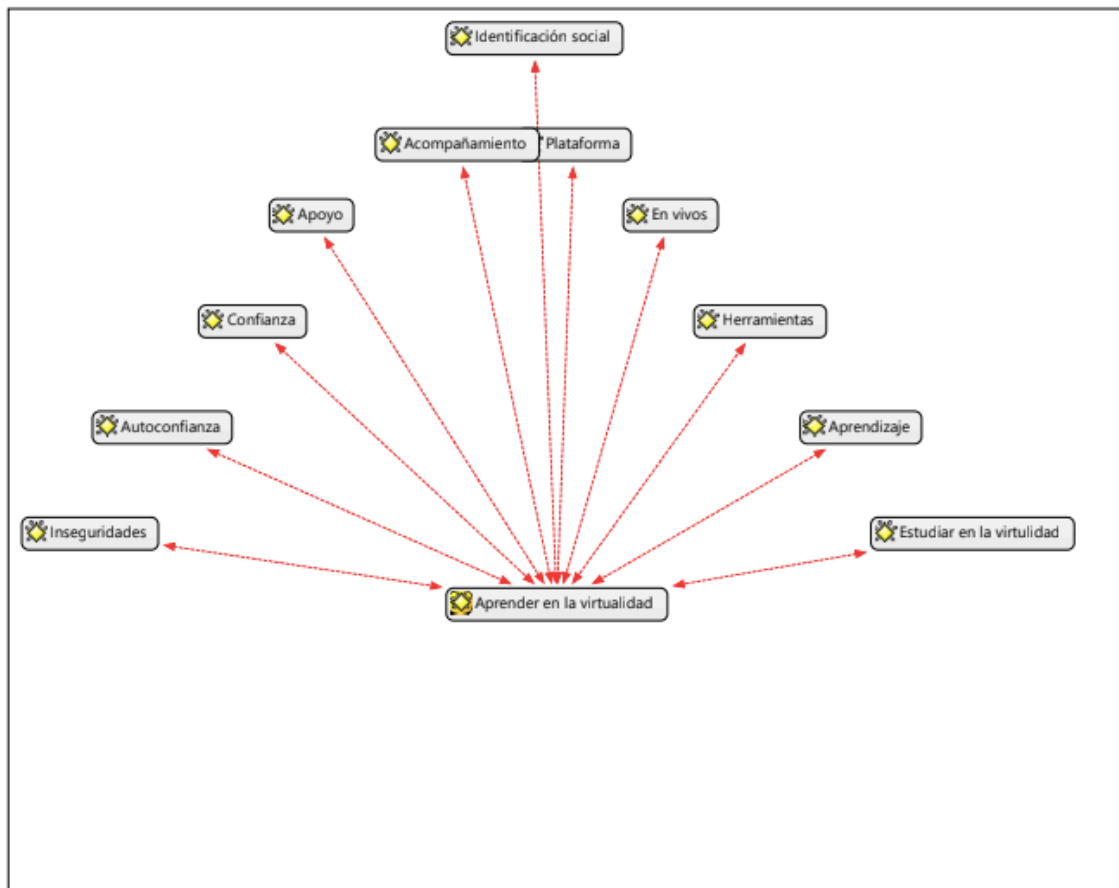 Identificación social
Acompañamiento
Plataforma
Apoyo
En vivos
Confianza
Herramientas
Autoconfianza
Aprendizaje
Inseguridades
Estudiar en la virtulidad
Aprender en la virtualidad